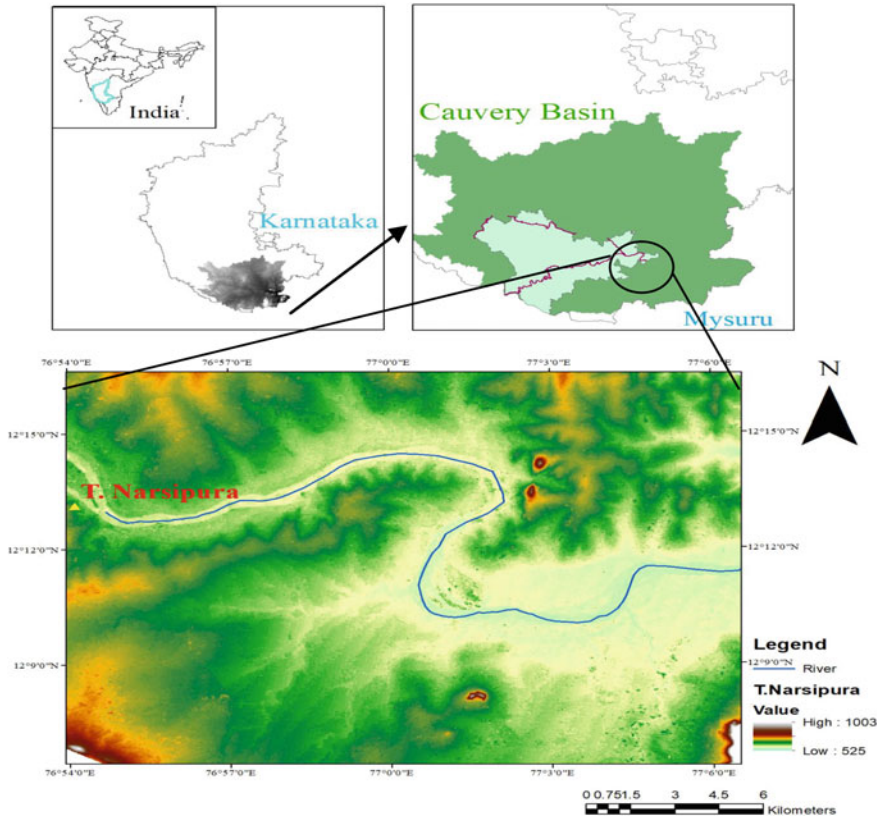 India
Karnataka
Cauvery Basin
Mysuru
76°54'0"E 76°57'0"E 77°0'0"E 77°3'0"E 77°6'0"E
N
12°15'0"N 12°15'0"N
T. Narsipura
12°12'0"N 12°12'0"N
12°9'0"N 12°9'0"N
Legend
River
T.Narsipura
Value
High : 1003
Low : 525
76°54'0"E 76°57'0"E 77°0'0"E 77°3'0"E 77°6'0"E
0 0.751.5 3 4.5 6
Kilometers